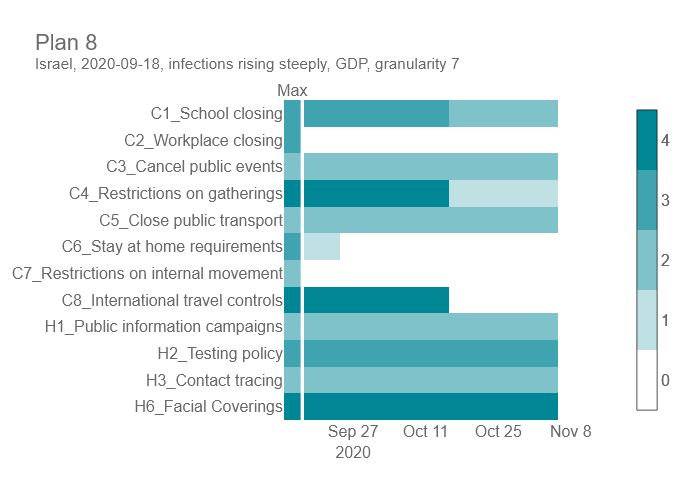 Plan 8
Israel, 2020-09-18, infections rising steeply, GDP, granularity 7
Max
C1_School closing
C2_Workplace closing
C3_Cancel public events
C4_Restrictions on gatherings
C5_Close public transport
C6_Stay at home requirements
C7_Restrictions on internal movement
C8_International travel controls
H1_Public information campaigns
H2_Testing policy
H3_Contact tracing
H6_Facial Coverings
Sep 27 Oct 11 Oct 25 Nov 8
2020
4
3
2
1
0